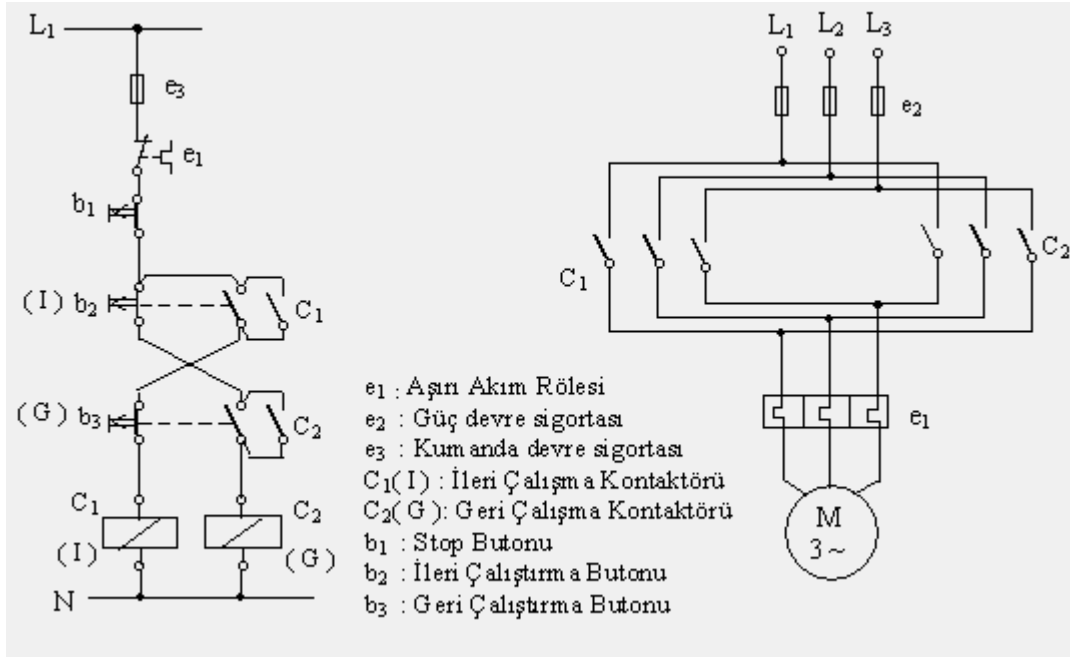 L1
e3
e1
b1
(I) b2
C1
(G) b3
C2
C1
C2
(I)
(G)
N
L1 L2 L3
e2
C1
C2
e1
M
3~
e1 : Aşırı Akım Rölesi
e2 : Güç devre sigortası
e3 : Kumanda devre sigortası
C1(I) : İleri Çalışma Kontaktörü
C2(G): Geri Çalışma Kontaktörü
b1 : Stop Butonu
b2 : İleri Çalıştırma Butonu
b3 : Geri Çalıştırma Butonu